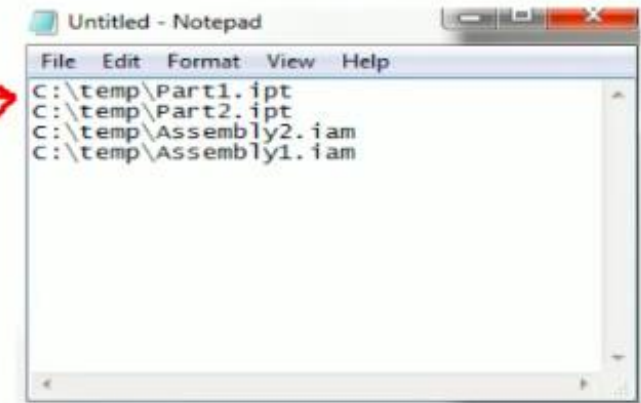 Untitled - Notepad
File Edit Format View Help
C:\temp\Part1.ipt
C:\temp\Part2.ipt
C:\temp\Assembly2.iam
C:\temp\Assembly1.iam